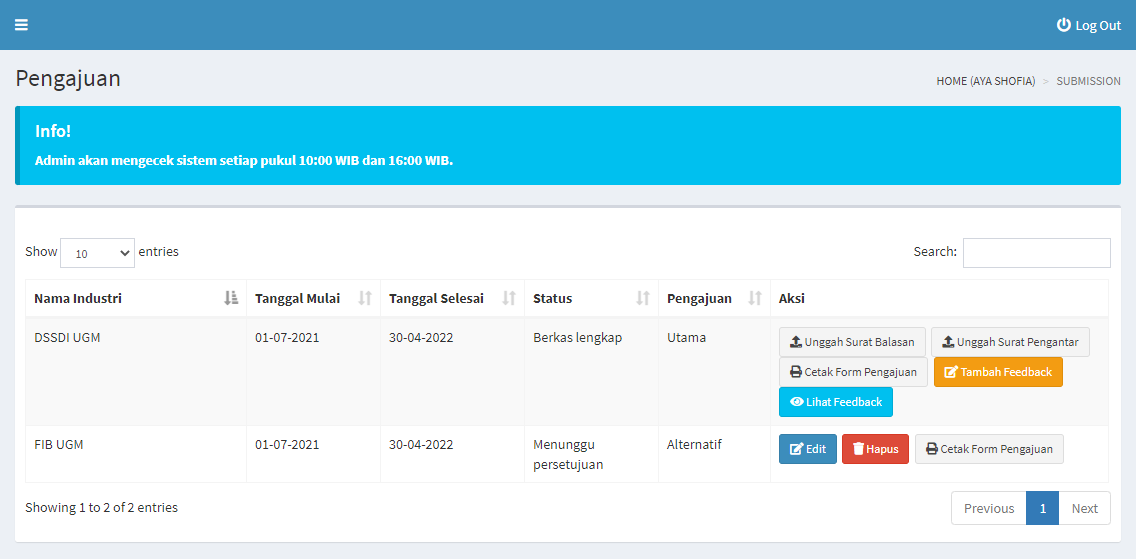 Log Out
Pengajuan
HOME (AYA SHOFIA) > SUBMISSION
Info!
Admin akan mengecek sistem setiap pukul 10:00 WIB dan 16:00 WIB.
Show 10 entries
Search:
Nama Industri Tanggal Mulai Tanggal Selesai Status Pengajuan Aksi
DSSDI UGM 01-07-2021 30-04-2022 Berkas lengkap Utama Unggah Surat Balasan Unggah Surat Pengantar
Cetak Form Pengajuan Tambah Feedback
Lihat Feedback
FIB UGM 01-07-2021 30-04-2022 Menunggu Alternatif Edit Hapus Cetak Form Pengajuan
persetujuan
Showing 1 to 2 of 2 entries
Previous 1 Next